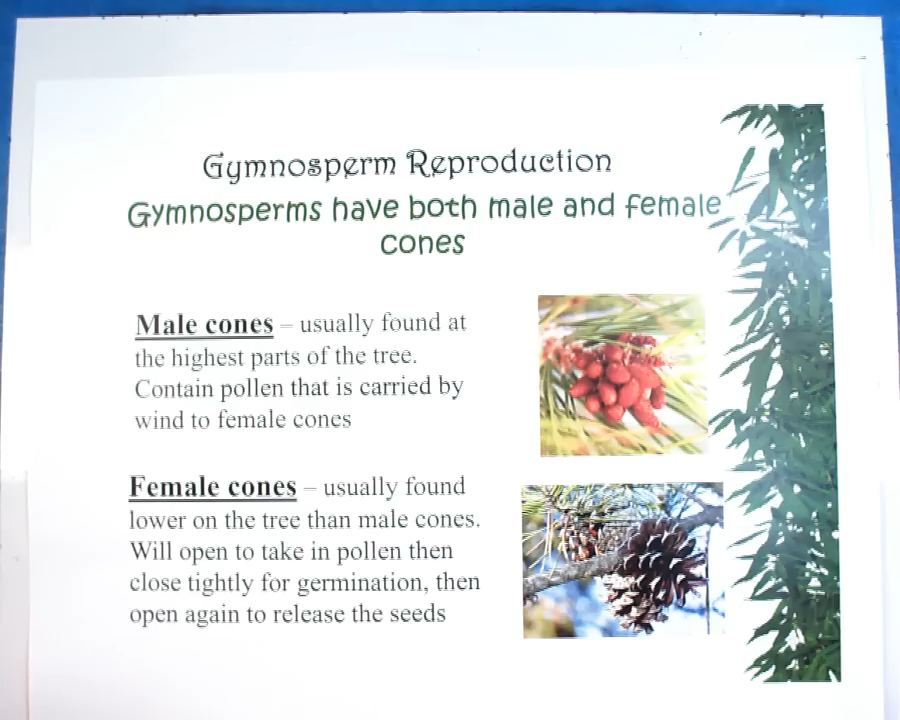 Gymnosperm Reproduction
Gymnosperms have both male and female
cones
Male cones – usually found at
the highest parts of the tree.
Contain pollen that is carried by
wind to female cones
Female cones – usually found
lower on the tree than male cones.
Will open to take in pollen then
close tightly for germination, then
open again to release the seeds